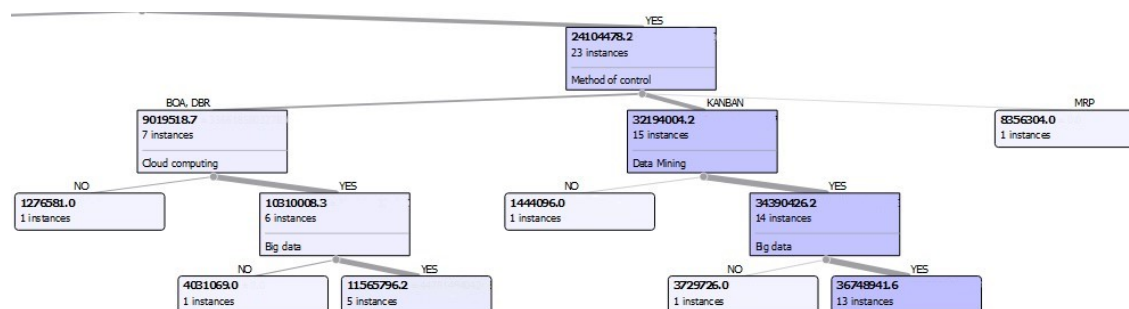 YES
24104478.2
23 instances
Method of control
BOA, DBR
KANBAN
MRP
9019518.7
7 instances
Cloud computing
32194004.2
15 instances
Data Mining
8356304.0
1 instances
NO
YES
NO
YES
1276581.0
1 instances
10310008.3
6 instances
Big data
1444096.0
1 instances
34390426.2
14 instances
Big data
NO
YES
NO
YES
4031069.0
1 instances
11565796.2
5 instances
3729726.0
1 instances
36748941.6
13 instances